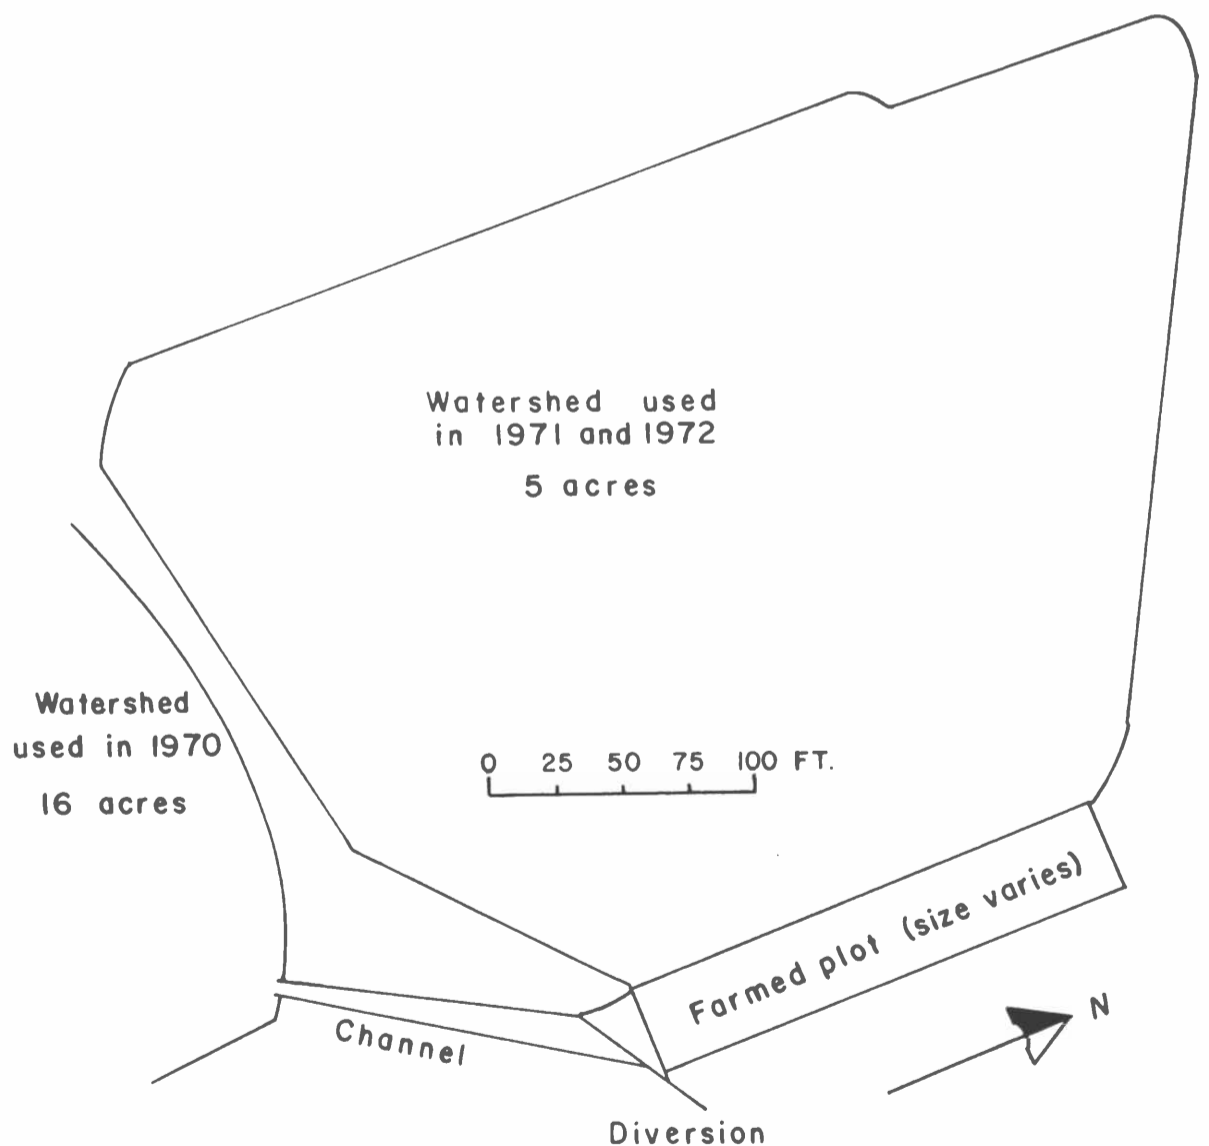 Watershed used
in 1971 and 1972
5 acres
Watershed
used in 1970
16 acres
0 25 50 75 100 FT.
Farmed plot (size varies)
N
Channel
Diversion